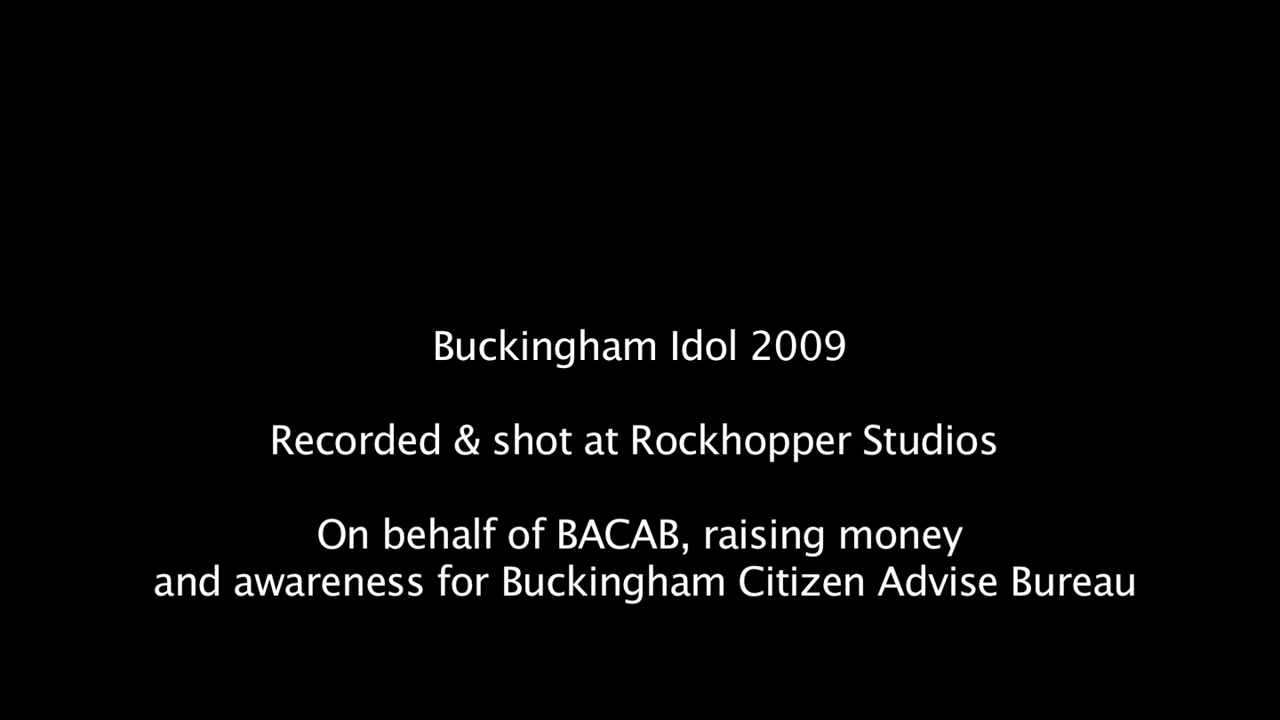 Buckingham Idol 2009
Recorded & shot at Rockhopper Studios
On behalf of BACAB, raising money
and awareness for Buckingham Citizen Advise Bureau